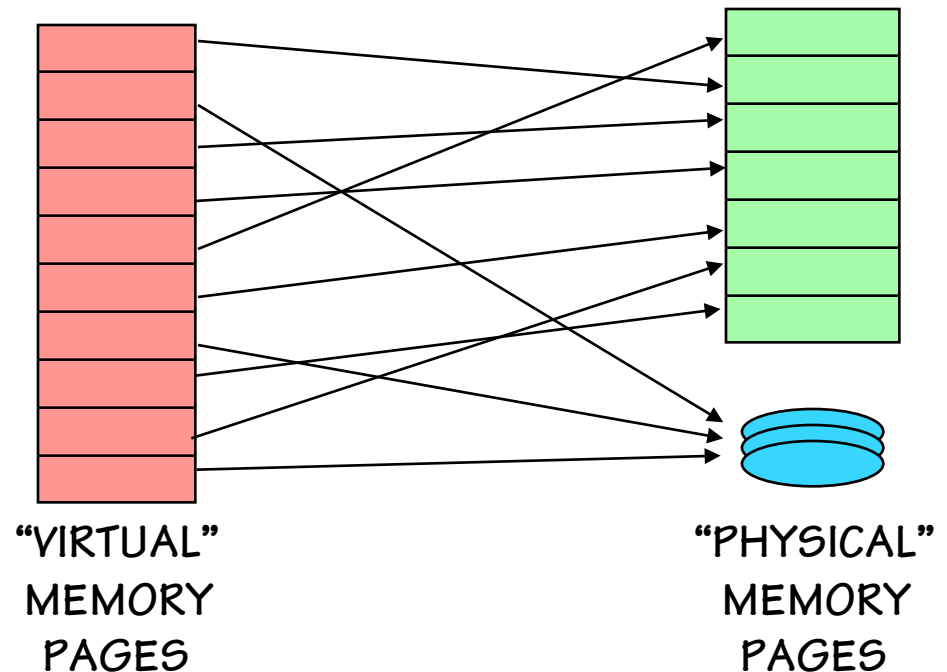 “VIRTUAL”
MEMORY
PAGES
“PHYSICAL”
MEMORY
PAGES